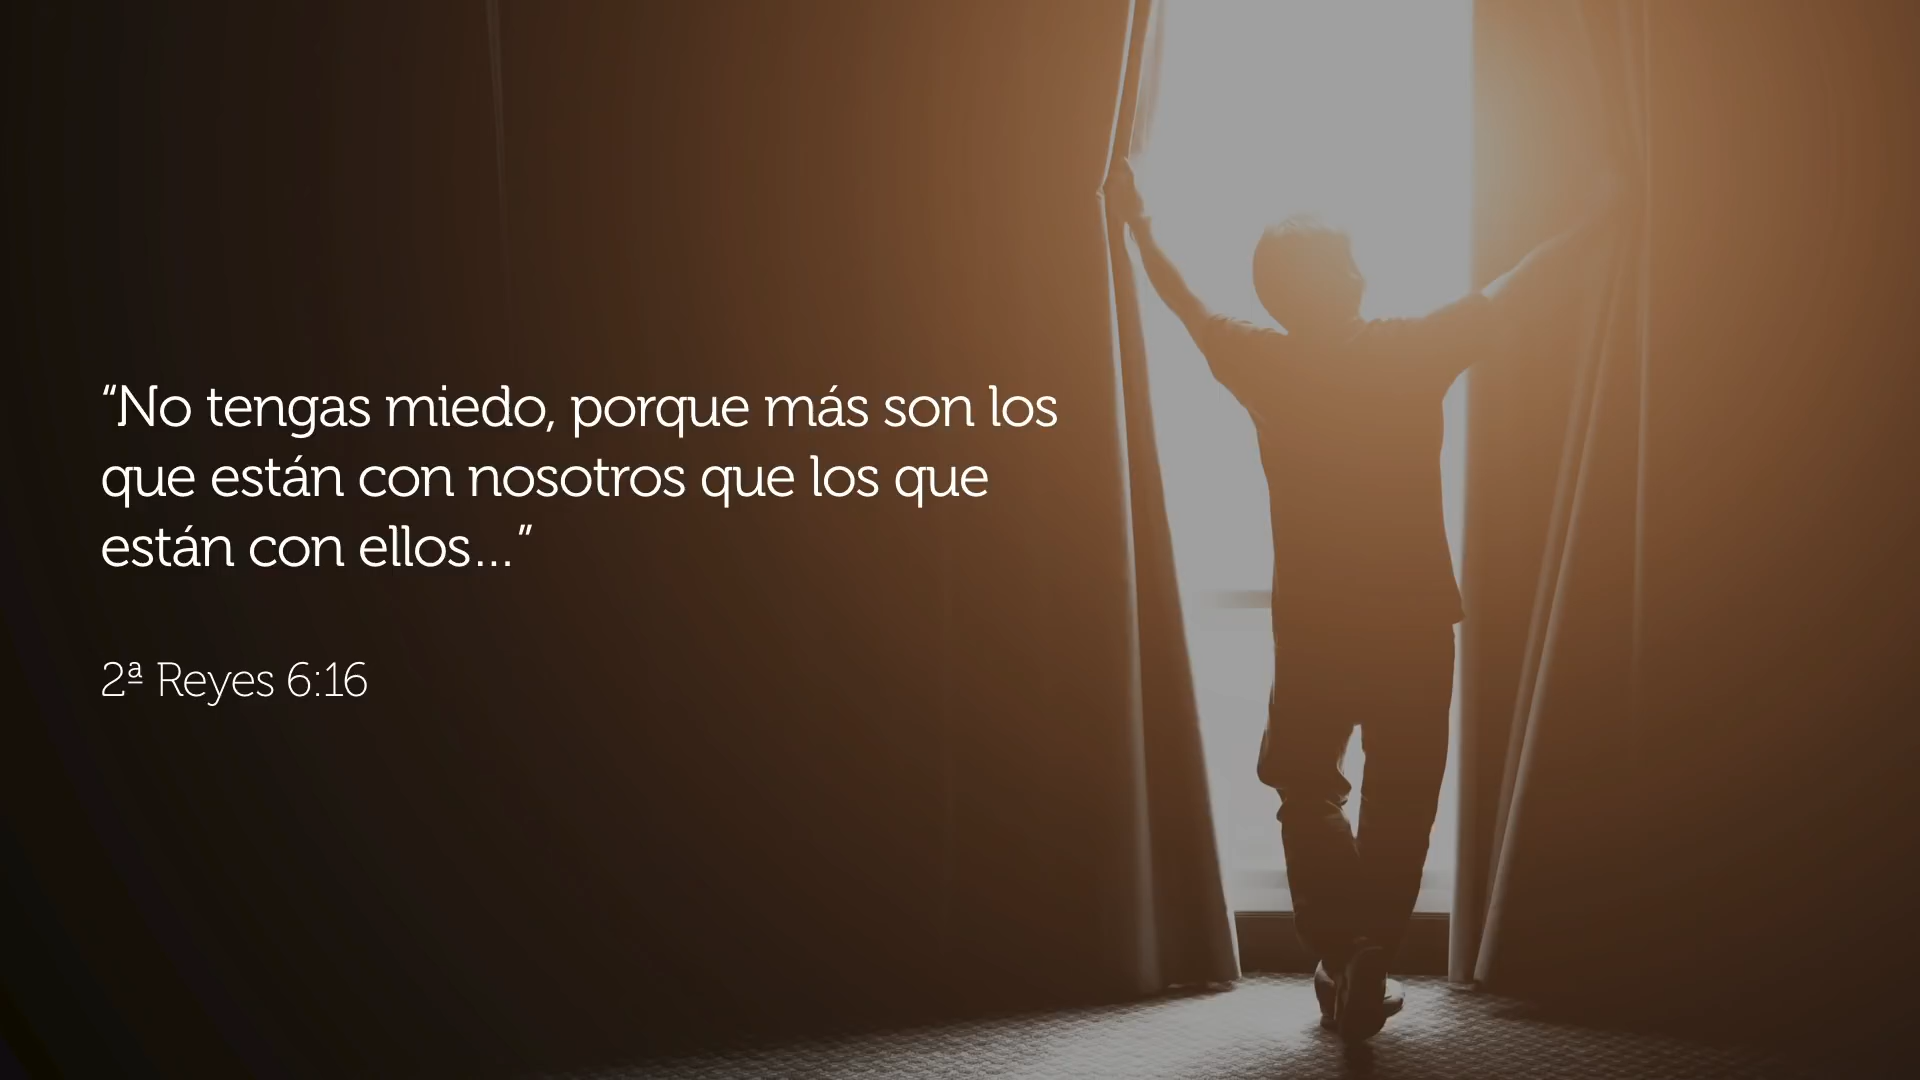 “No tengas miedo, porque más son los
que están con nosotros que los que
están con ellos...”
2ª Reyes 6:16